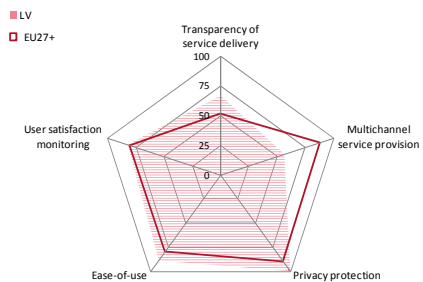 LV
EU27+
Transparency of
service delivery
100
75
50
25
0
Multichannel
service provision
Privacy protection
Ease-of-use
User satisfaction
monitoring